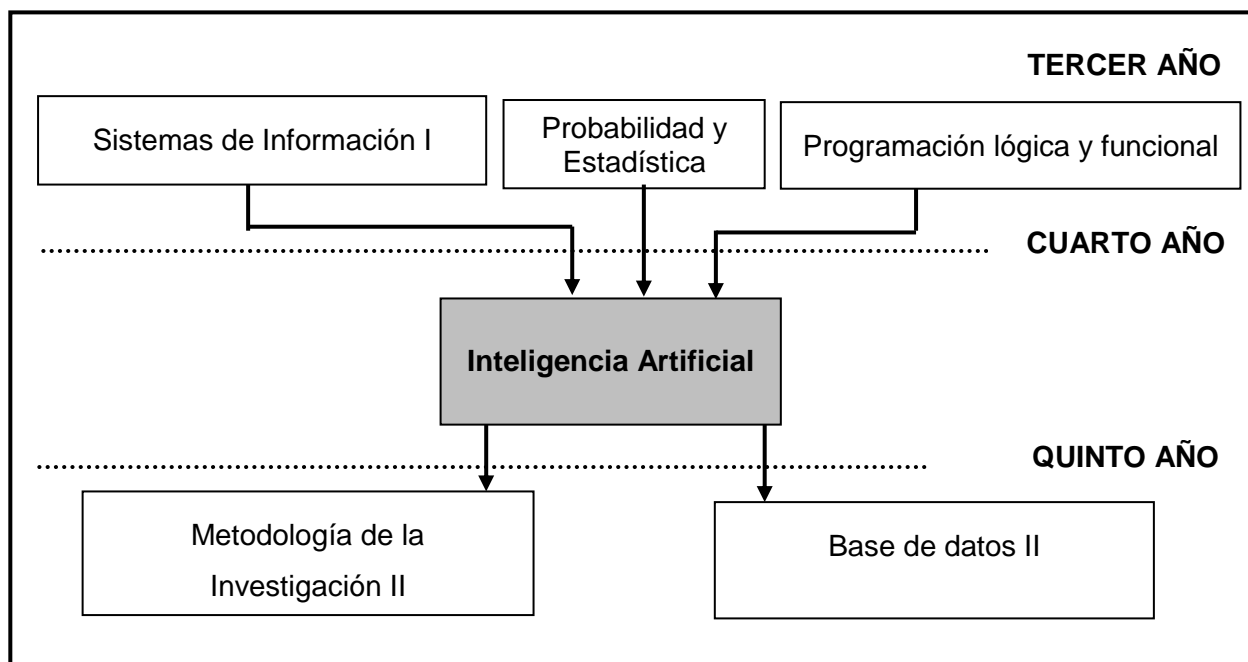 TERCER AÑO
Sistemas de Información I
Probabilidad y
Estadística
Programación lógica y funcional
CUARTO AÑO
Inteligencia Artificial
QUINTO AÑO
Metodología de la
Investigación II
Base de datos II